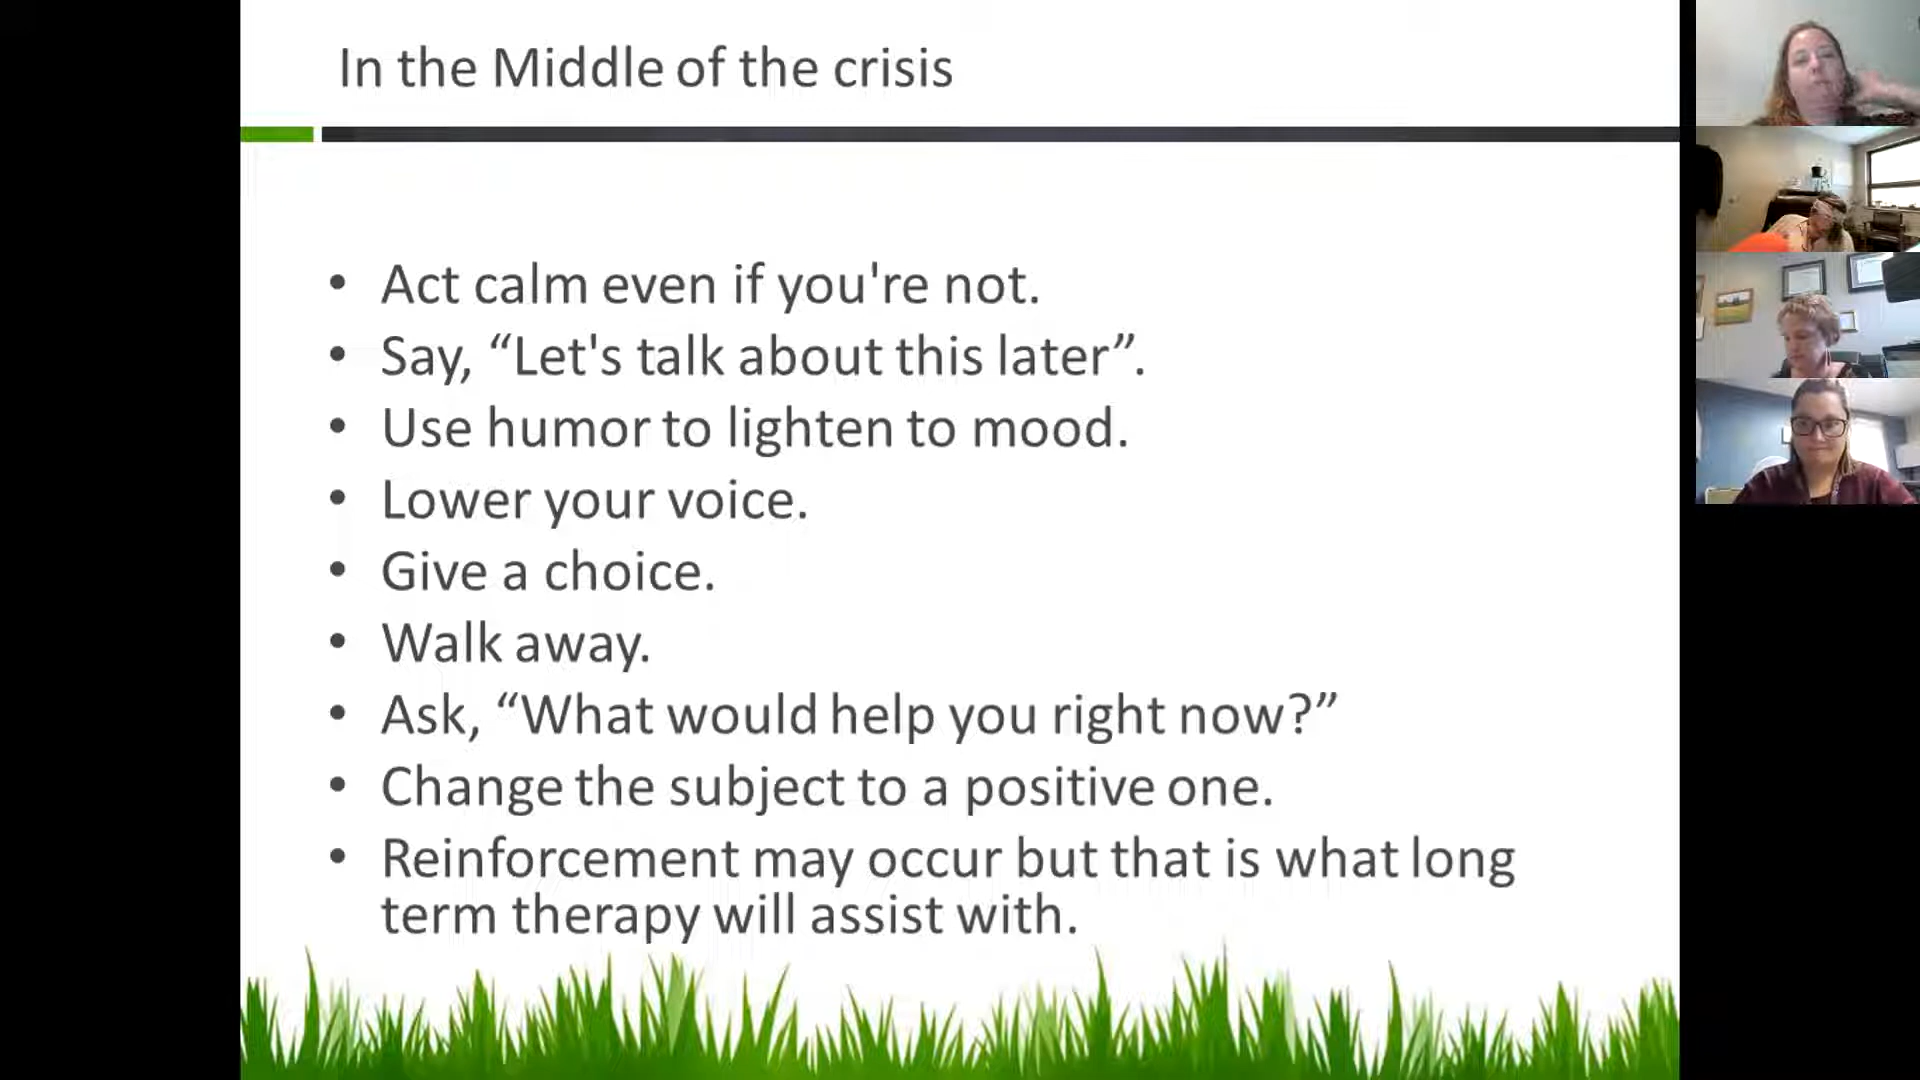 In the Middle of the crisis
• Act calm even if you're not.
• Say, “Let's talk about this later”.
• Use humor to lighten to mood.
• Lower your voice.
• Give a choice.
• Walk away.
• Ask, “What would help you right now?”
• Change the subject to a positive one.
• Reinforcement may occur but that is what long
term therapy will assist with.